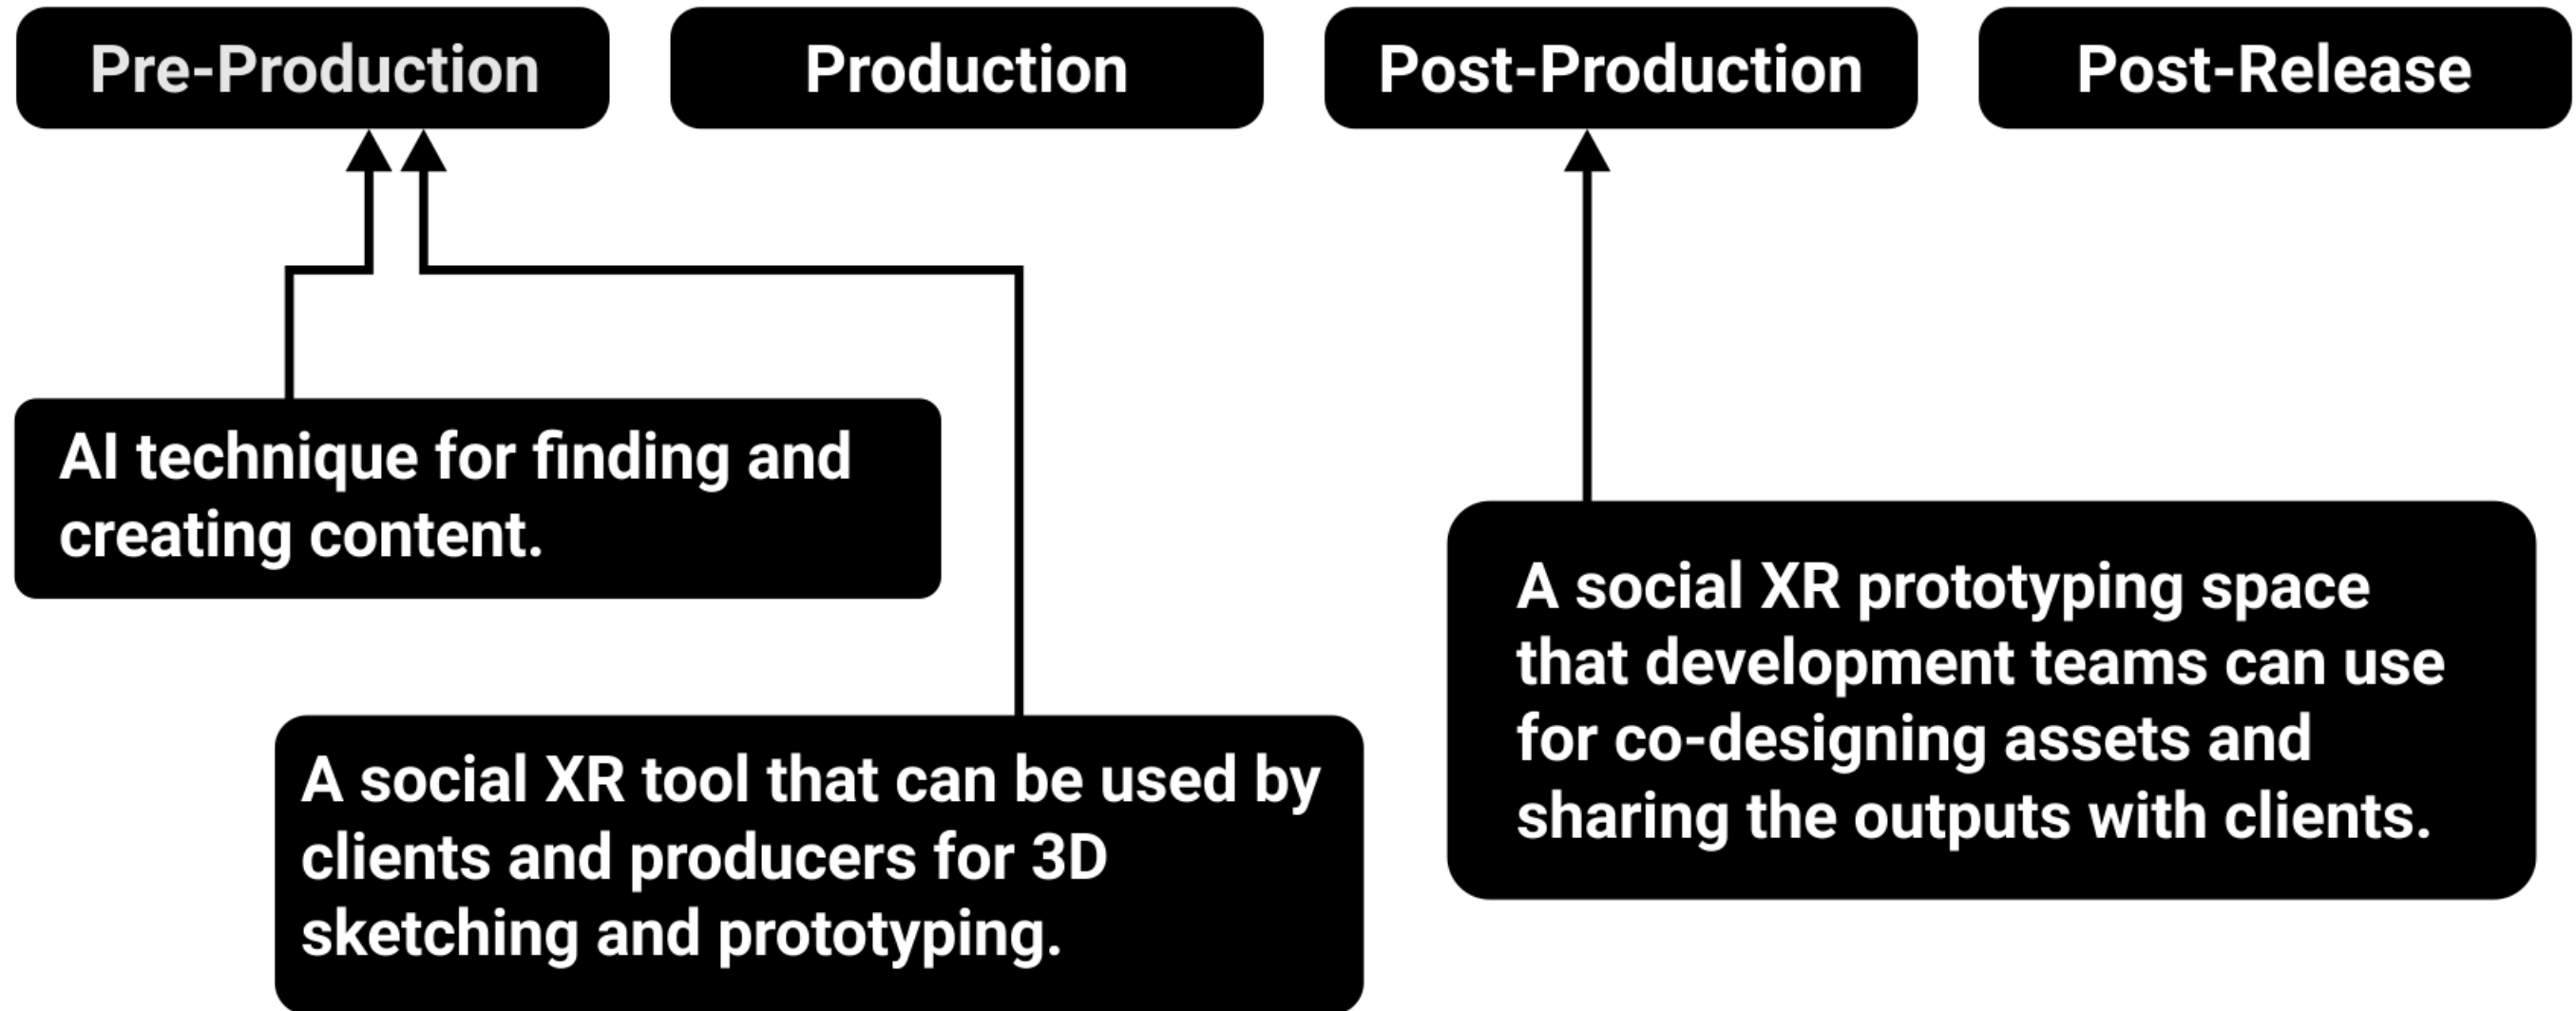 Pre-Production
Production
Post-Production
Post-Release
AI technique for finding and
creating content.
A social XR tool that can be used by
clients and producers for 3D
sketching and prototyping.
A social XR prototyping space
that development teams can use
for co-designing assets and
sharing the outputs with clients.